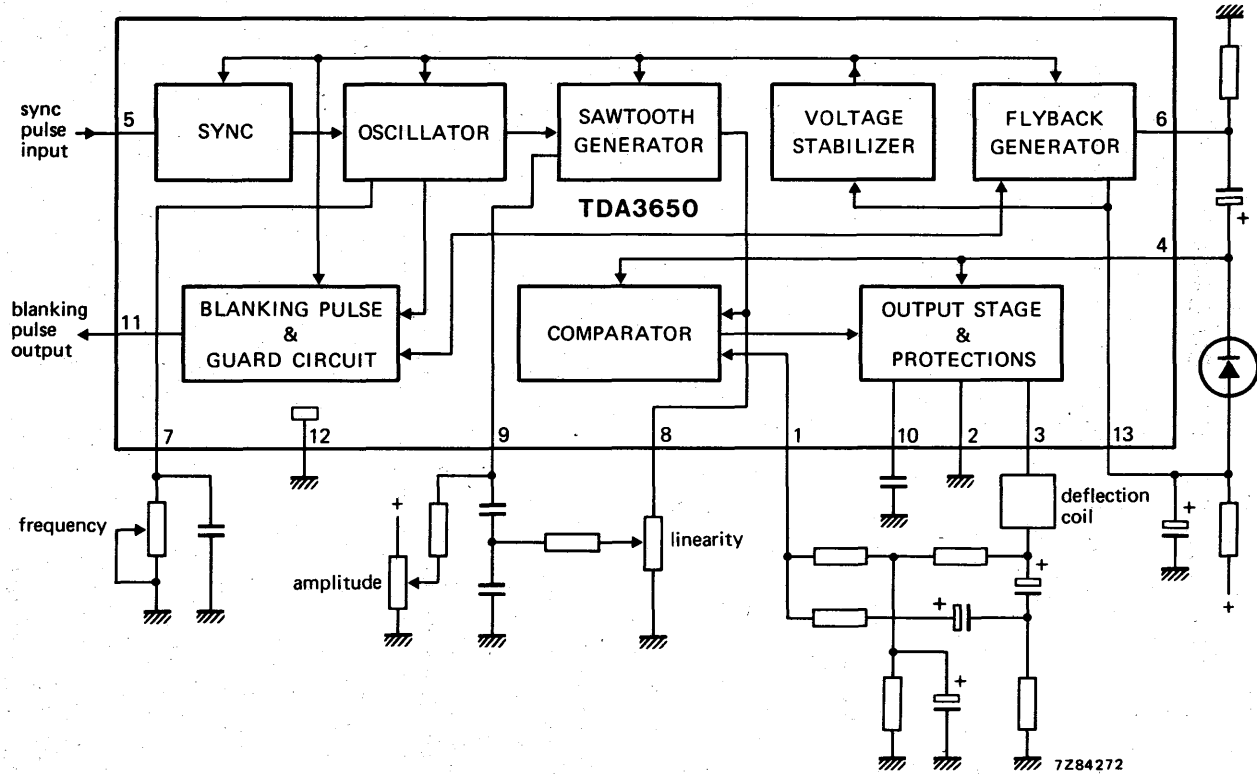 sync
pulse
input
5
SYNC
OSCILLATOR
SAWTOOTH
GENERATOR
VOLTAGE
STABILIZER
FLYBACK
GENERATOR
6
+
TDA3650
4
blanking
pulse
output
11
BLANKING PULSE
&
GUARD CIRCUIT
COMPARATOR
OUTPUT STAGE
&
PROTECTIONS
7
12
9
8
1
10
2
3
13
frequency
+
amplitude
linearity
deflection
coil
+
+
+
+
+
7Z84272